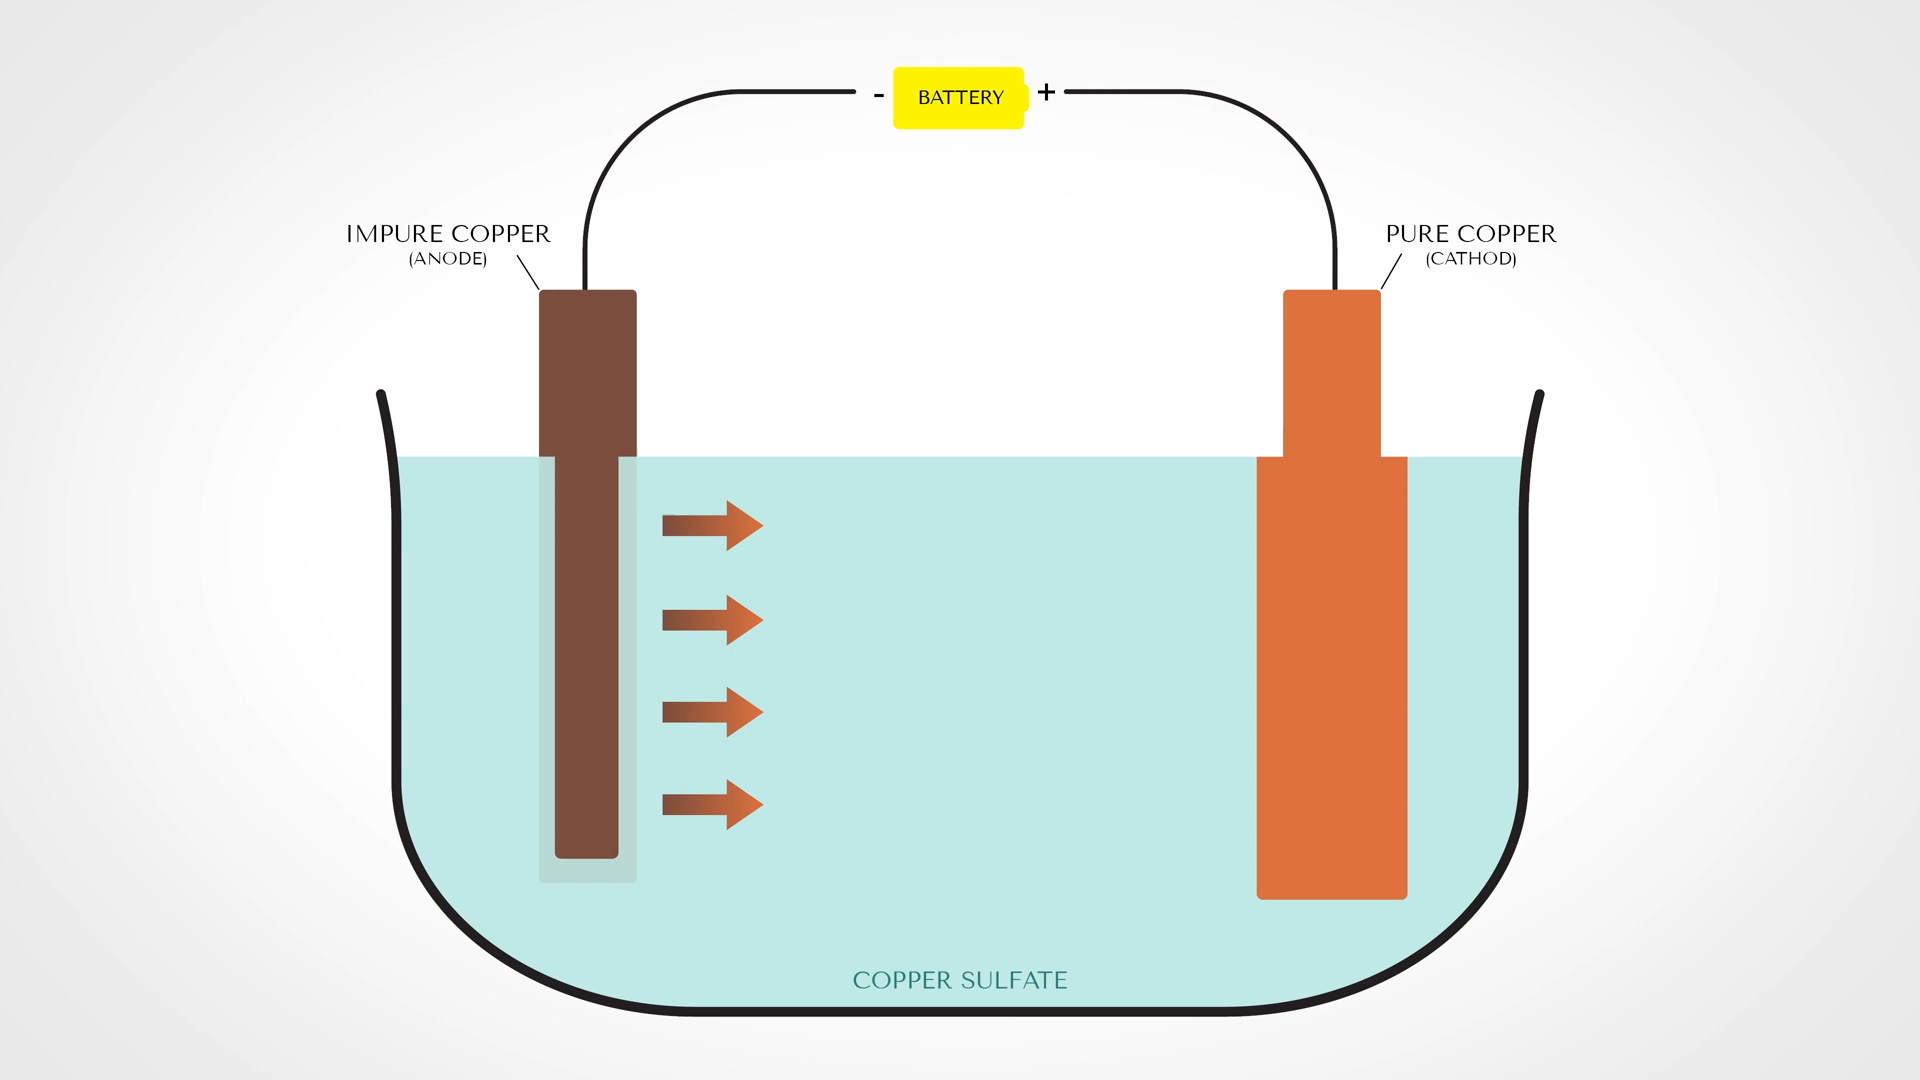 - BATTERY +
IMPURE COPPER
(ANODE)
PURE COPPER
(CATHOD)
COPPER SULFATE